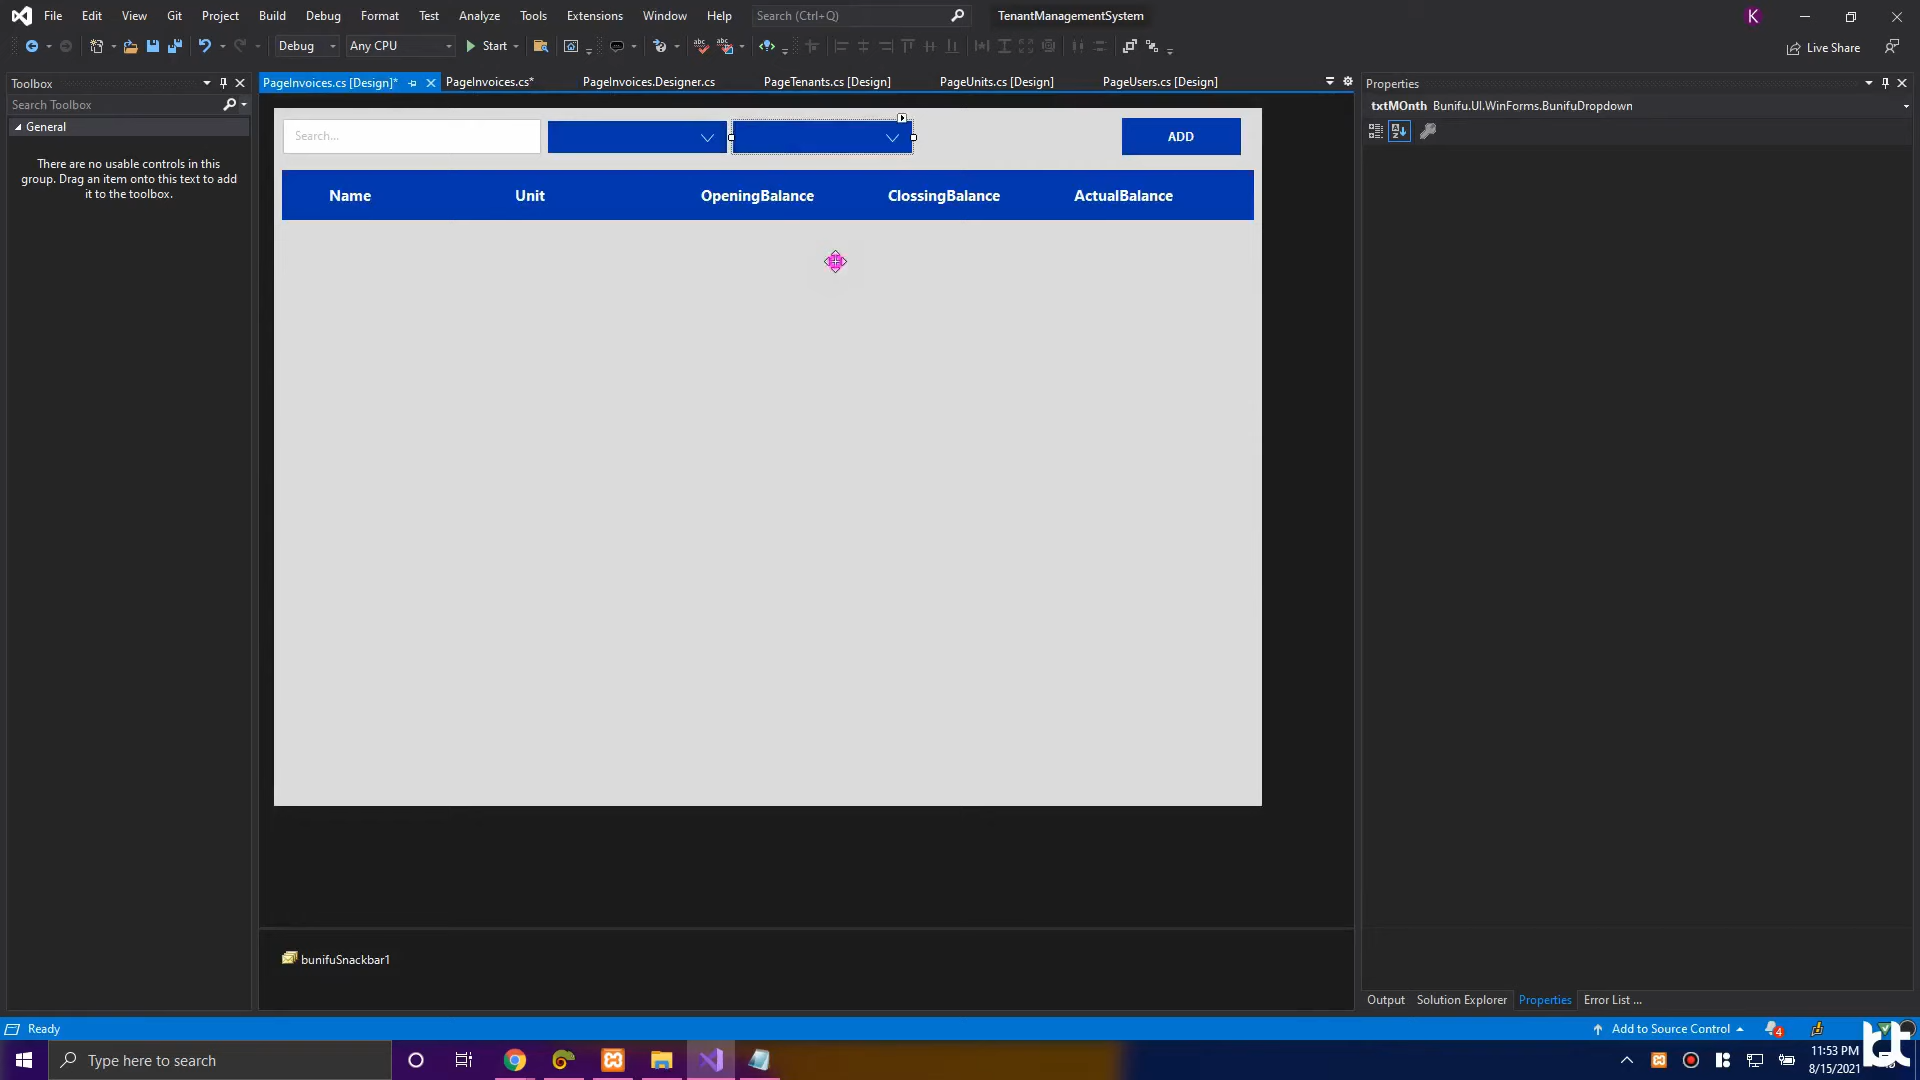 File Edit View Git Project Build Debug Format Test Analyze Tools Extensions Window Help Search (Ctrl+Q) TenantManagementSystem K
Debug Any CPU Start Live Share
Toolbox
Search Toolbox
General
There are no usable controls in this
group. Drag an item onto this text to add
it to the toolbox.
PageInvoices.cs [Design]* PageInvoices.cs* PageInvoices.Designer.cs PageTenants.cs [Design] PageUnits.cs [Design] PageUsers.cs [Design]
Search... ADD
Name Unit OpeningBalance ClossingBalance ActualBalance
bunifuSnackbar1
Properties
txtMOnth Bunifu.UI.WinForms.BunifuDropdown
Output Solution Explorer Properties Error List ...
Ready Add to Source Control 4
Type here to search
11:53 PM
8/15/2021